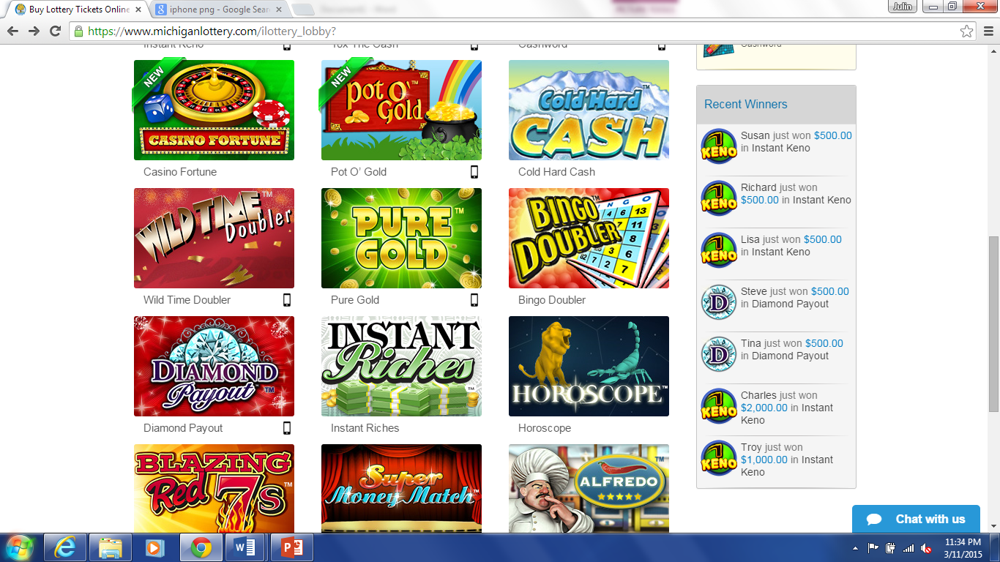 Buy Lottery Tickets Online
iphone png - Google Sear
Julin
https://www.michiganlottery.com/ilottery_lobby?
Instant Keno
Tox The Cash
Cashword
Cashword
NEW
CASINO FORTUNE™
NEW
Pot O' Gold™
Cold Hard CASH™
Casino Fortune
Pot O' Gold
Cold Hard Cash
WILD TIME™ Doubler
PURE GOLD™
BINGO DOUBLER™
Wild Time Doubler
Pure Gold
Bingo Doubler
DIAMOND Payout™
INSTANT Riches™
HOROSCOPE™
Diamond Payout
Instant Riches
Horoscope
BLAZING Red 7s™
Super Money Match™
ALFREDO™
Recent Winners
Susan just won $500.00
in Instant Keno
Richard just won
$500.00 in Instant Keno
Lisa just won $500.00
in Instant Keno
Steve just won $500.00
in Diamond Payout
Tina just won $500.00
in Diamond Payout
Charles just won
$2,000.00 in Instant
Keno
Troy just won
$1,000.00 in Instant
Keno
Chat with us
11:34 PM
3/11/2015